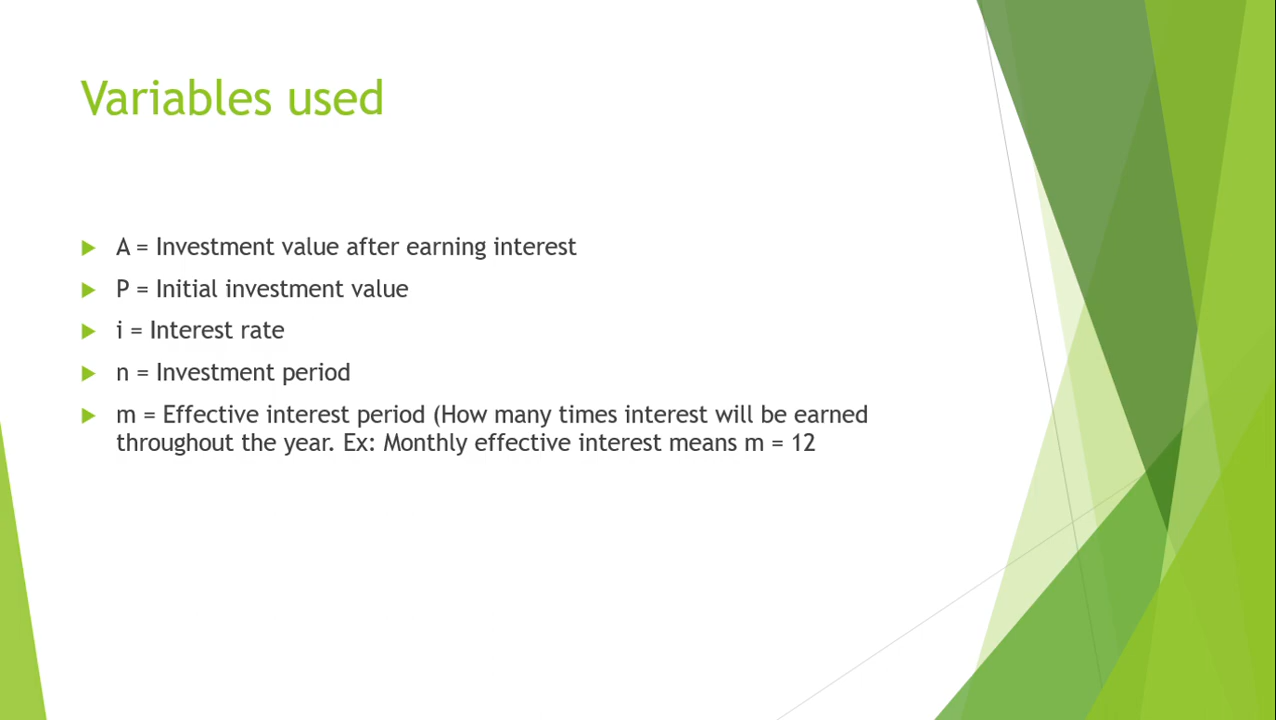 Variables used
A = Investment value after earning interest
P = Initial investment value
i = Interest rate
n = Investment period
m = Effective interest period (How many times interest will be earned
throughout the year. Ex: Monthly effective interest means m = 12